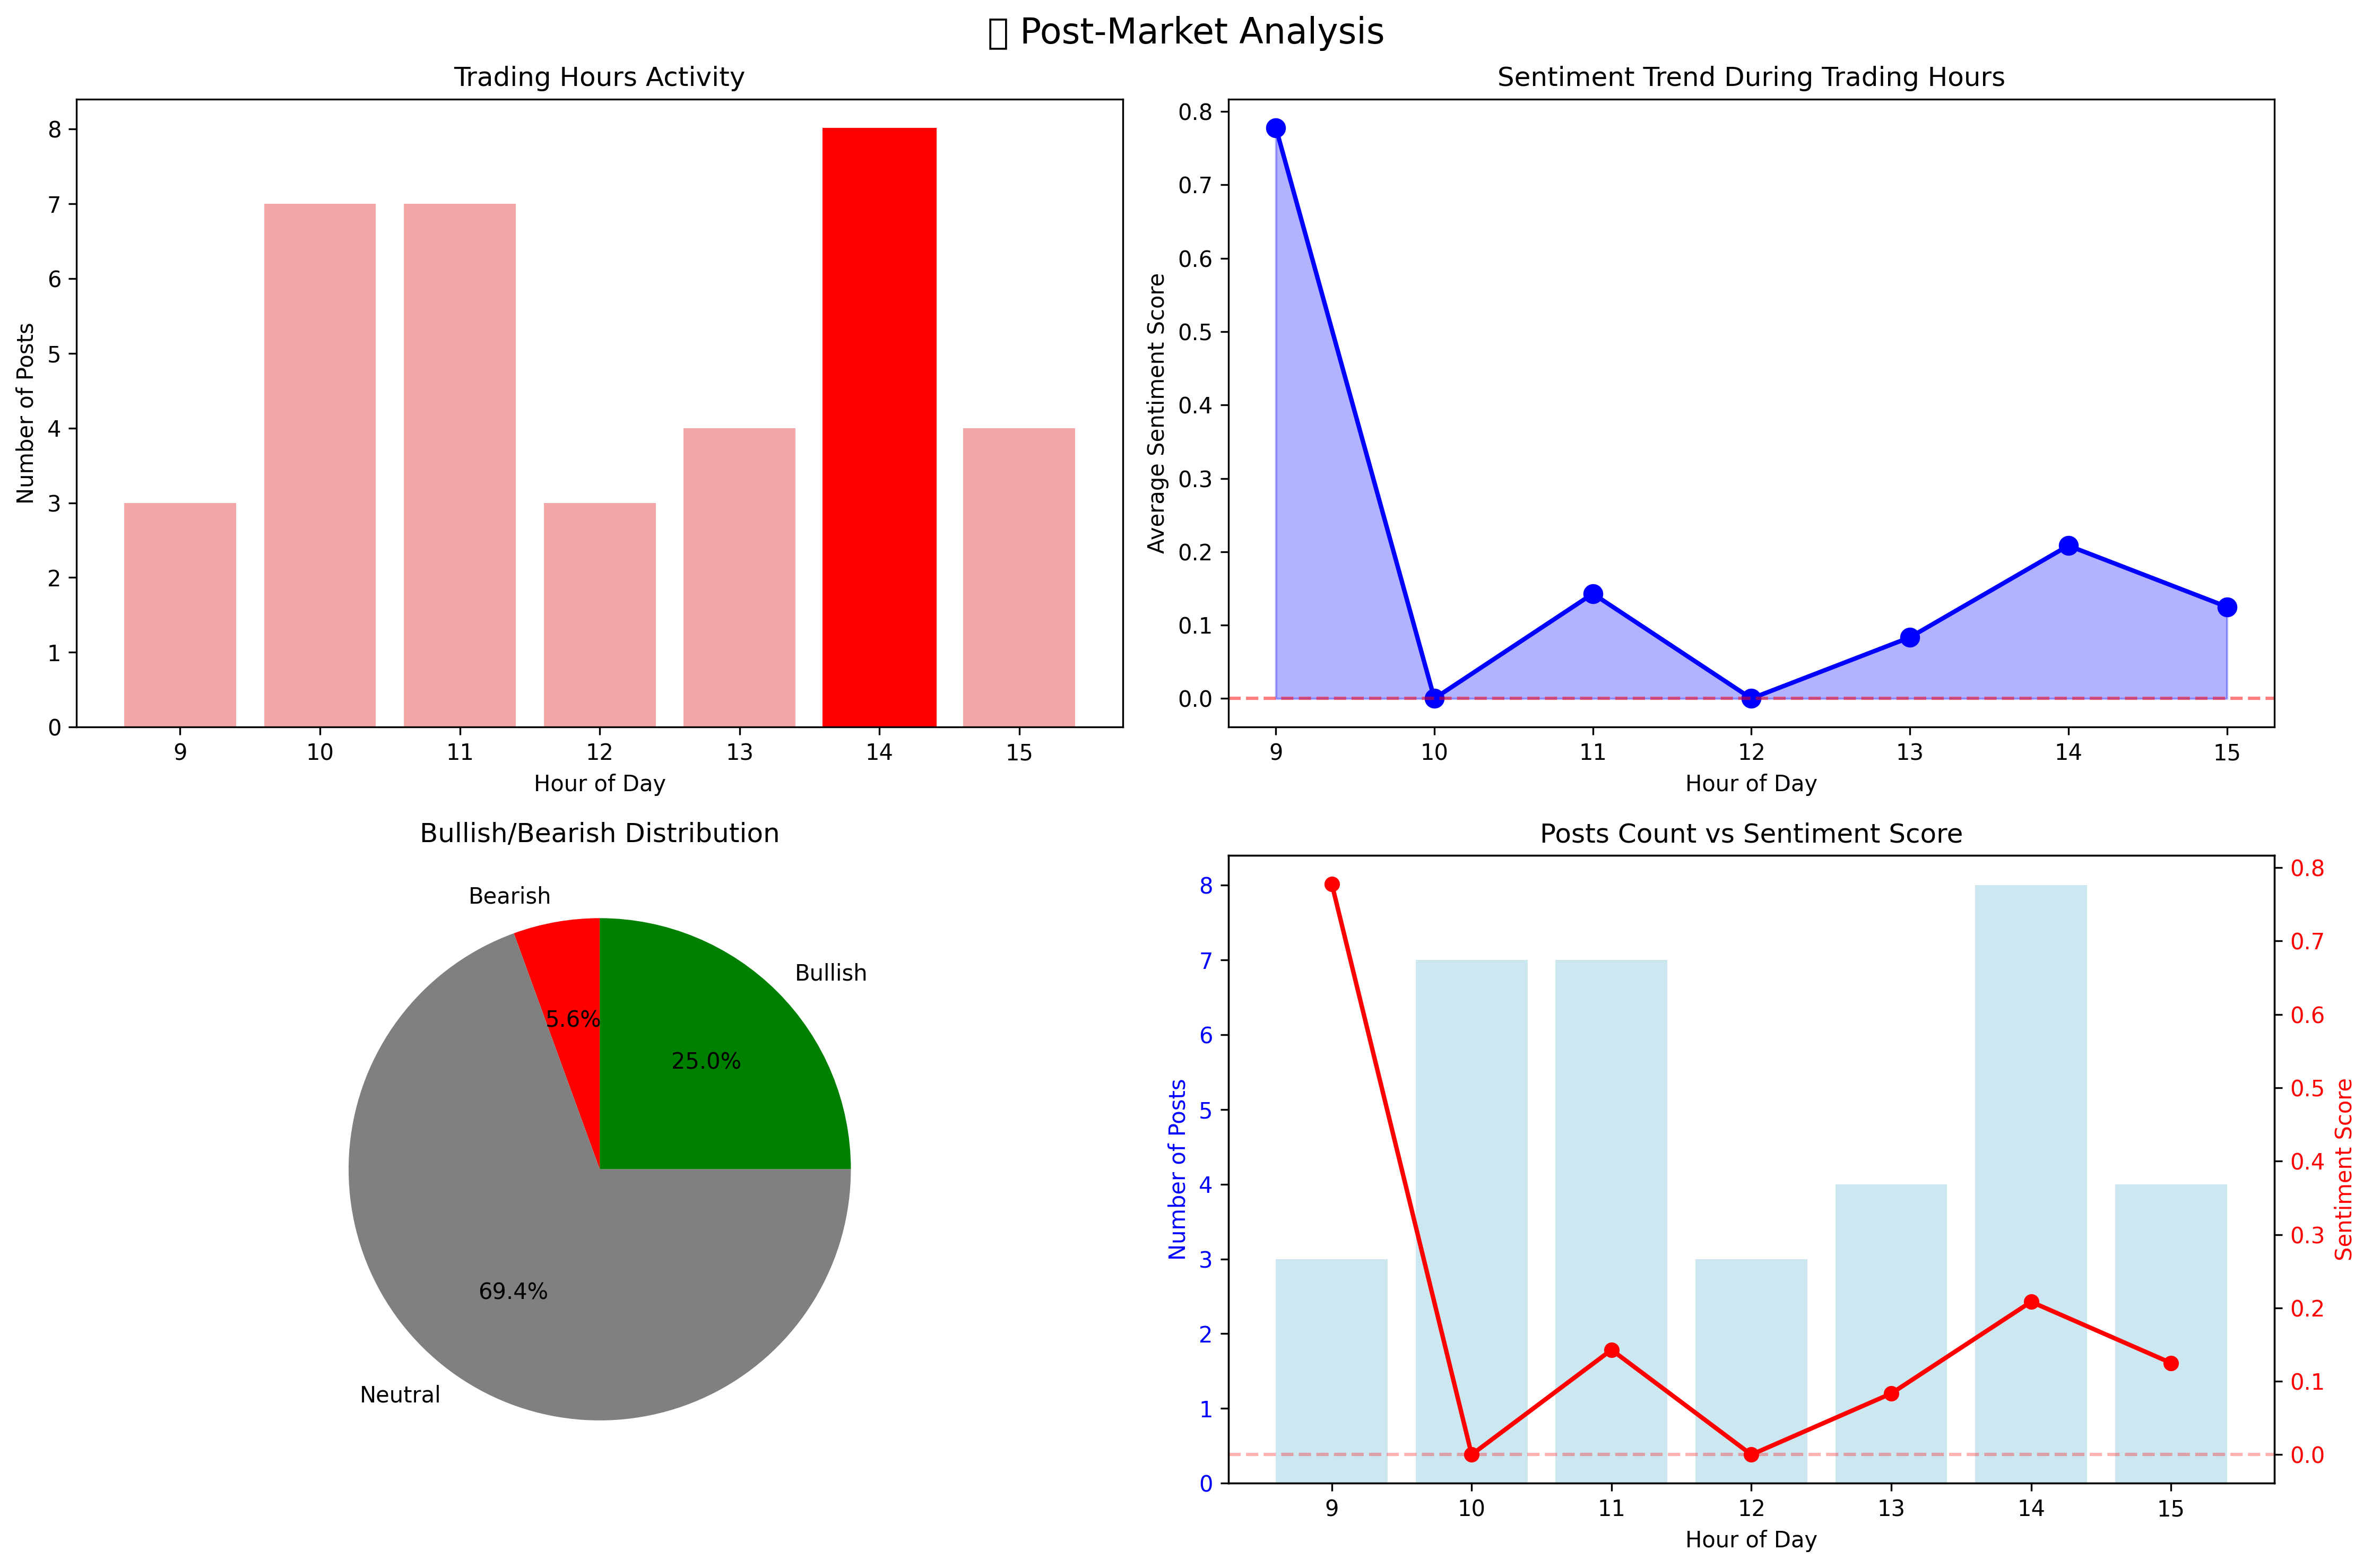 Post-Market Analysis
Trading Hours Activity
Number of Posts
8
7
6
5
4
3
2
1
0
9 10 11 12 13 14 15
Hour of Day
Sentiment Trend During Trading Hours
Average Sentiment Score
0.8
0.7
0.6
0.5
0.4
0.3
0.2
0.1
0.0
9 10 11 12 13 14 15
Hour of Day
Bullish/Bearish Distribution
Bearish
Bullish
5.6%
25.0%
69.4%
Neutral
Posts Count vs Sentiment Score
Number of Posts
8
7
6
5
4
3
2
1
0
0.8
0.7
0.6
0.5
0.4
0.3
0.2
0.1
0.0
Sentiment Score
9 10 11 12 13 14 15
Hour of Day